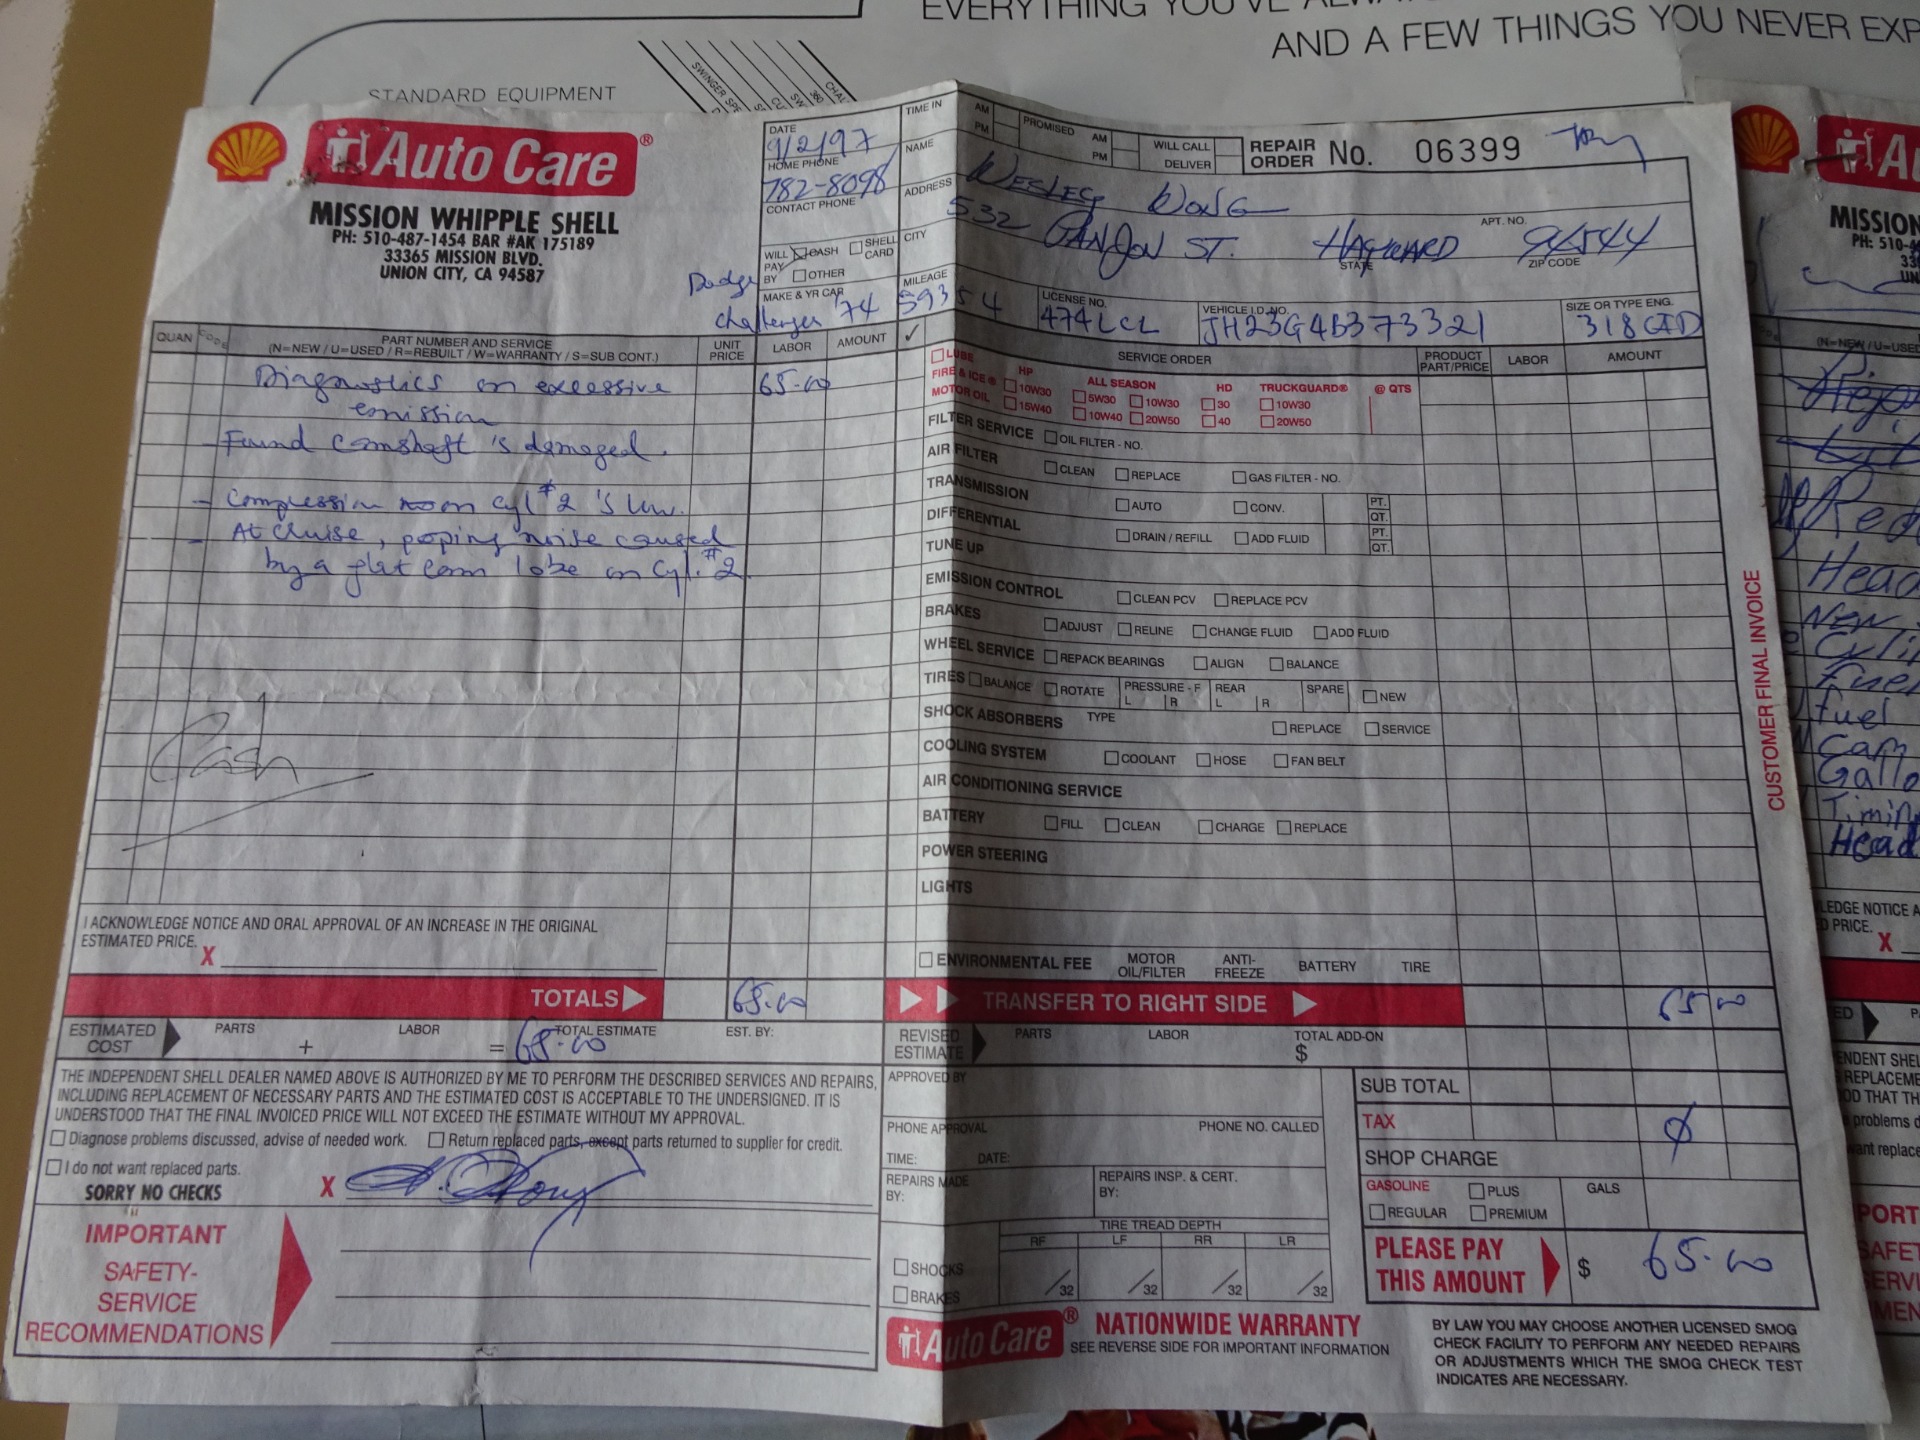 EVERYTHING YOU'VE
AND A FEW THINGS YOU NEVER EXP
STANDARD EQUIPMENT
Auto Care®
MISSION WHIPPLE SHELL
PH: 510-487-1454 BAR #AK 175189
33365 MISSION BLVD.
UNION CITY, CA 94587
DATE
9/2/97
HOME PHONE
782-8098
CONTACT PHONE
WILL PAY BY CASH SHELL CARD
OTHER
MAKE & YR CAR
Dodge
challenger '74
TIME IN AM PM PROMISED AM PM WILL CALL DELIVER REPAIR ORDER No. 06399
NAME Wesley Wong
ADDRESS 532 St. APT. NO.
CITY Hayward STATE 94544 ZIP CODE
MILEAGE 59354
LICENSE NO. 474LCL
VEHICLE I.D. NO. JH23G4B373321
SIZE OR TYPE ENG. 318 CID
QUAN CODE PART NUMBER AND SERVICE UNIT PRICE LABOR AMOUNT ✓
(N=NEW / U=USED / R=REBUILT / W=WARRANTY / S=SUB CONT.)
Diagnostics on excessive 65.00
emission
- Found camshaft 's damaged.
- Compression on cyl #2 's low.
- At cruise, poping noise caused
by a flat cam lobe on cyl. #2
Cash
SERVICE ORDER PRODUCT PART/PRICE LABOR AMOUNT
LUBE
FIRE & ICE® MOTOR OIL HP 10W30 15W40 ALL SEASON 5W30 10W30 10W40 20W50 HD 30 40 TRUCKGUARD® 10W30 20W50 @ QTS
FILTER SERVICE OIL FILTER - NO.
AIR FILTER CLEAN REPLACE GAS FILTER - NO.
TRANSMISSION AUTO CONV. PT. QT.
DIFFERENTIAL DRAIN / REFILL ADD FLUID PT. QT.
TUNE UP
EMISSION CONTROL CLEAN PCV REPLACE PCV
BRAKES ADJUST RELINE CHANGE FLUID ADD FLUID
WHEEL SERVICE REPACK BEARINGS ALIGN BALANCE
TIRES BALANCE ROTATE PRESSURE - F L R REAR L R SPARE NEW
SHOCK ABSORBERS TYPE REPLACE SERVICE
COOLING SYSTEM COOLANT HOSE FAN BELT
AIR CONDITIONING SERVICE
BATTERY FILL CLEAN CHARGE REPLACE
POWER STEERING
LIGHTS
ENVIRONMENTAL FEE MOTOR OIL/FILTER ANTI-FREEZE BATTERY TIRE
CUSTOMER FINAL INVOICE
I ACKNOWLEDGE NOTICE AND ORAL APPROVAL OF AN INCREASE IN THE ORIGINAL
ESTIMATED PRICE. X
TOTALS 65.00 TRANSFER TO RIGHT SIDE 65.00
ESTIMATED COST PARTS + LABOR = TOTAL ESTIMATE 65.00 EST. BY:
REVISED ESTIMATE PARTS LABOR TOTAL ADD-ON $
THE INDEPENDENT SHELL DEALER NAMED ABOVE IS AUTHORIZED BY ME TO PERFORM THE DESCRIBED SERVICES AND REPAIRS,
INCLUDING REPLACEMENT OF NECESSARY PARTS AND THE ESTIMATED COST IS ACCEPTABLE TO THE UNDERSIGNED. IT IS
UNDERSTOOD THAT THE FINAL INVOICED PRICE WILL NOT EXCEED THE ESTIMATE WITHOUT MY APPROVAL.
Diagnose problems discussed, advise of needed work. Return replaced parts, except parts returned to supplier for credit.
I do not want replaced parts.
SORRY NO CHECKS X
IMPORTANT
SAFETY-
SERVICE
RECOMMENDATIONS
APPROVED BY
PHONE APPROVAL PHONE NO. CALLED
TIME: DATE:
REPAIRS MADE BY: REPAIRS INSP. & CERT. BY:
TIRE TREAD DEPTH
RF LF RR LR
SHOCKS
BRAKES
/32 /32 /32 /32
SUB TOTAL
TAX ∅
SHOP CHARGE
GASOLINE PLUS GALS
REGULAR PREMIUM
PLEASE PAY
THIS AMOUNT $ 65.00
Auto Care® NATIONWIDE WARRANTY
SEE REVERSE SIDE FOR IMPORTANT INFORMATION
BY LAW YOU MAY CHOOSE ANOTHER LICENSED SMOG
CHECK FACILITY TO PERFORM ANY NEEDED REPAIRS
OR ADJUSTMENTS WHICH THE SMOG CHECK TEST
INDICATES ARE NECESSARY.
MISSION
PH: 510-4
(N=NEW / U=USED
Head
New
Fuel
Cam
Timin
Head
LEDGE NOTICE A
D PRICE. X